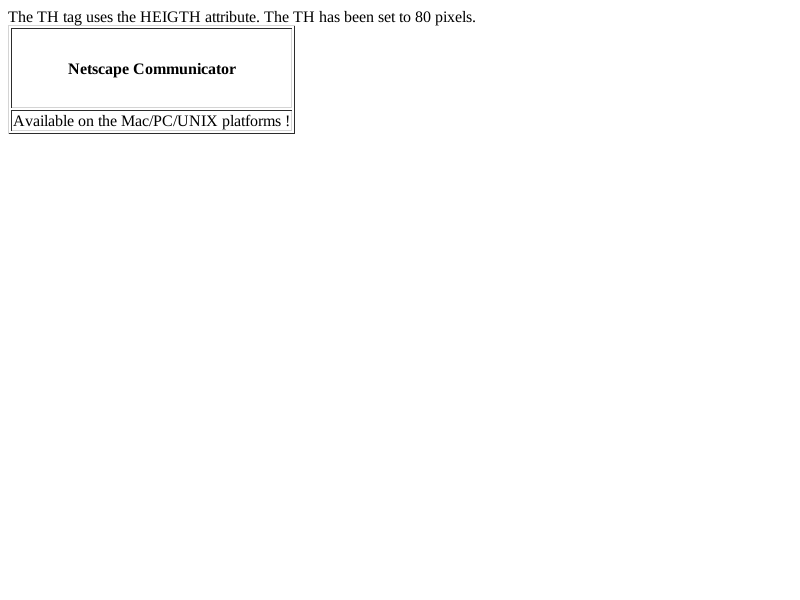 The TH tag uses the HEIGTH attribute. The TH has been set to 80 pixels.
Netscape Communicator
Available on the Mac/PC/UNIX platforms !